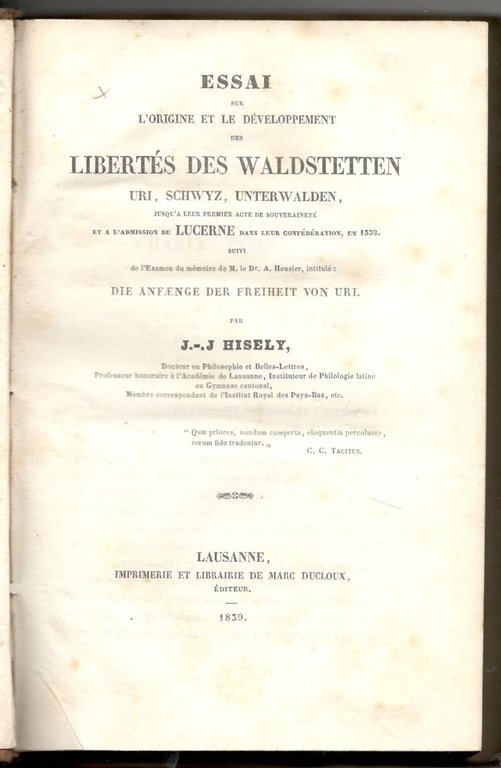 ESSAI
SUR
L'ORIGINE ET LE DÉVELOPPEMENT
DES
LIBERTÉS DES WALDSTETTEN
URI, SCHWYZ, UNTERWALDEN,
JUSQU'A LEUR PREMIER ACTE DE SOUVERAINETÉ
ET A L'ADMISSION DE LUCERNE DANS LEUR CONFÉDÉRATION, EN 1332.
SUIVI
de l'Examen du mémoire de M. le Dr. A. Heusler, intitulé:
DIE ANFÆNGE DER FREIHEIT VON URI.
PAR
J.-.J HISELY,
Docteur en Philosophie et Belles-Lettres,
Professeur honoraire à l'Académie de Lausanne, Instituteur de Philologie latine
au Gymnase cantonal,
Membre correspondant de l'Institut Royal des Pays-Bas, etc.
"Quæ priores, nondum comperta, eloquentia percoluere,
rerum fide tradentur.„
C. C. TACITUS.
LAUSANNE,
IMPRIMERIE ET LIBRAIRIE DE MARC DUCLOUX,
ÉDITEUR.
1839.